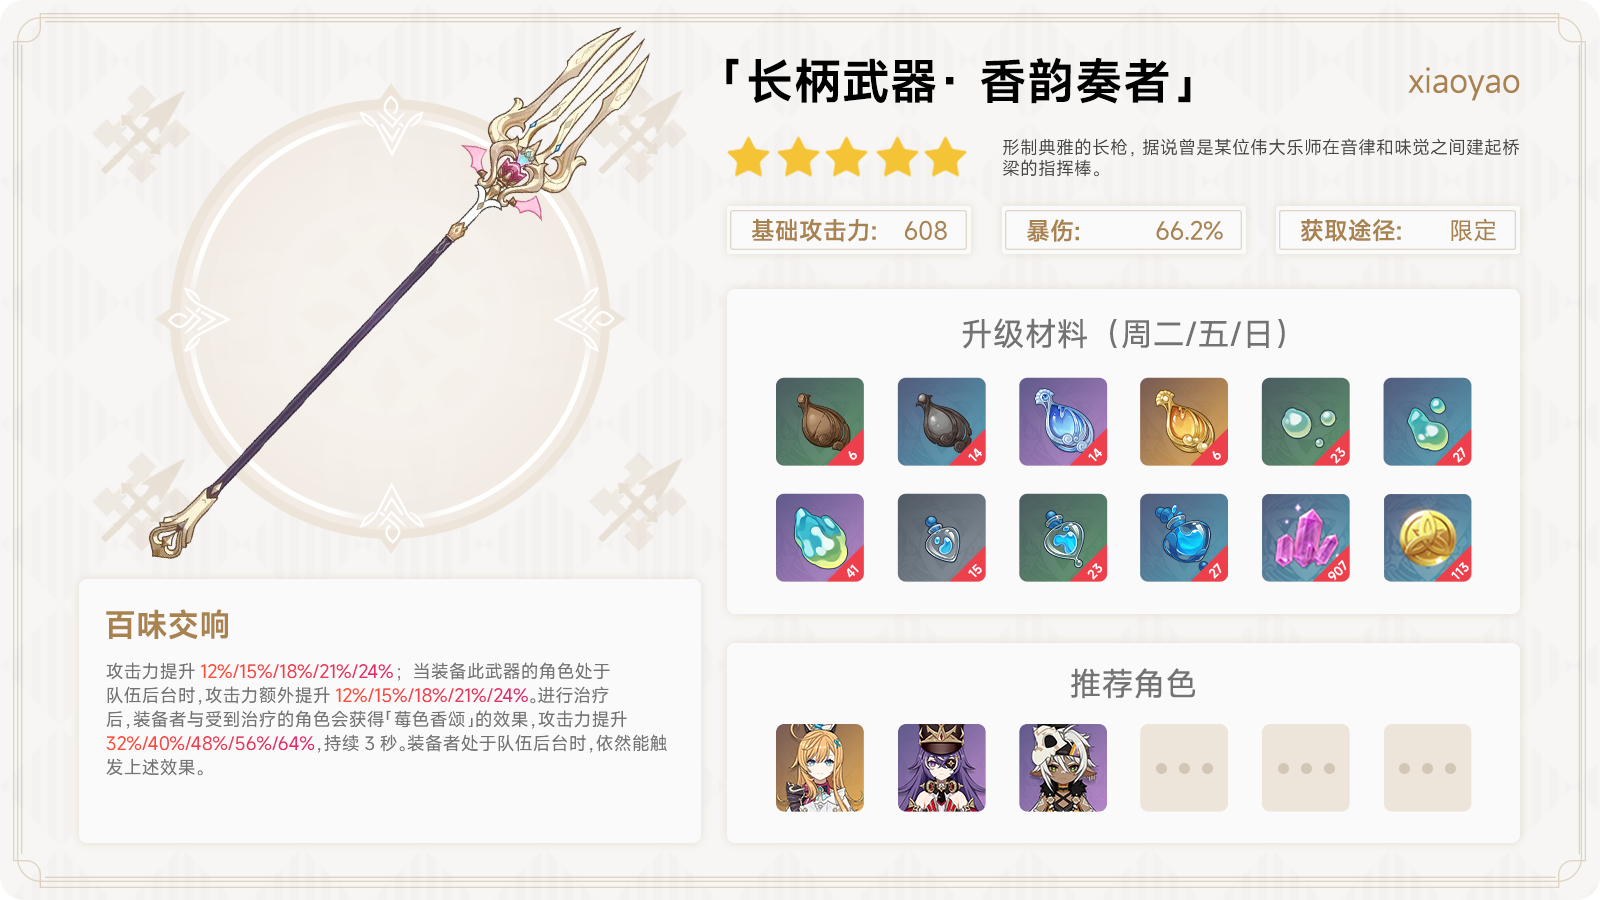 「长柄武器· 香韵奏者」
xiaoyao
形制典雅的长枪，据说曾是某位伟大乐师在音律和味觉之间建起桥
梁的指挥棒。
基础攻击力: 608
暴伤: 66.2%
获取途径: 限定
升级材料（周二/五/日）
6
14
14
6
23
27
41
15
23
27
907
113
百味交响
攻击力提升 12%/15%/18%/21%/24%；当装备此武器的角色处于
队伍后台时,攻击力额外提升 12%/15%/18%/21%/24%。进行治疗
后,装备者与受到治疗的角色会获得「莓色香颂」的效果,攻击力提升
32%/40%/48%/56%/64%,持续 3 秒。装备者处于队伍后台时,依然能触
发上述效果。
推荐角色